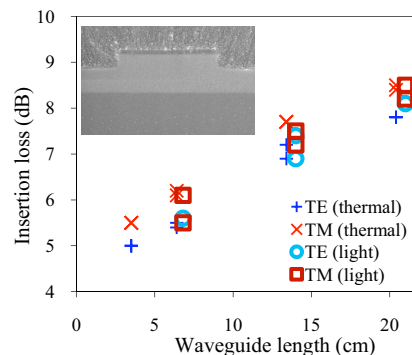 9
8
7
6
5
4
Insertion loss (dB)
TE (thermal)
TM (thermal)
TE (light)
TM (light)
0
5
10
15
20
Waveguide length (cm)